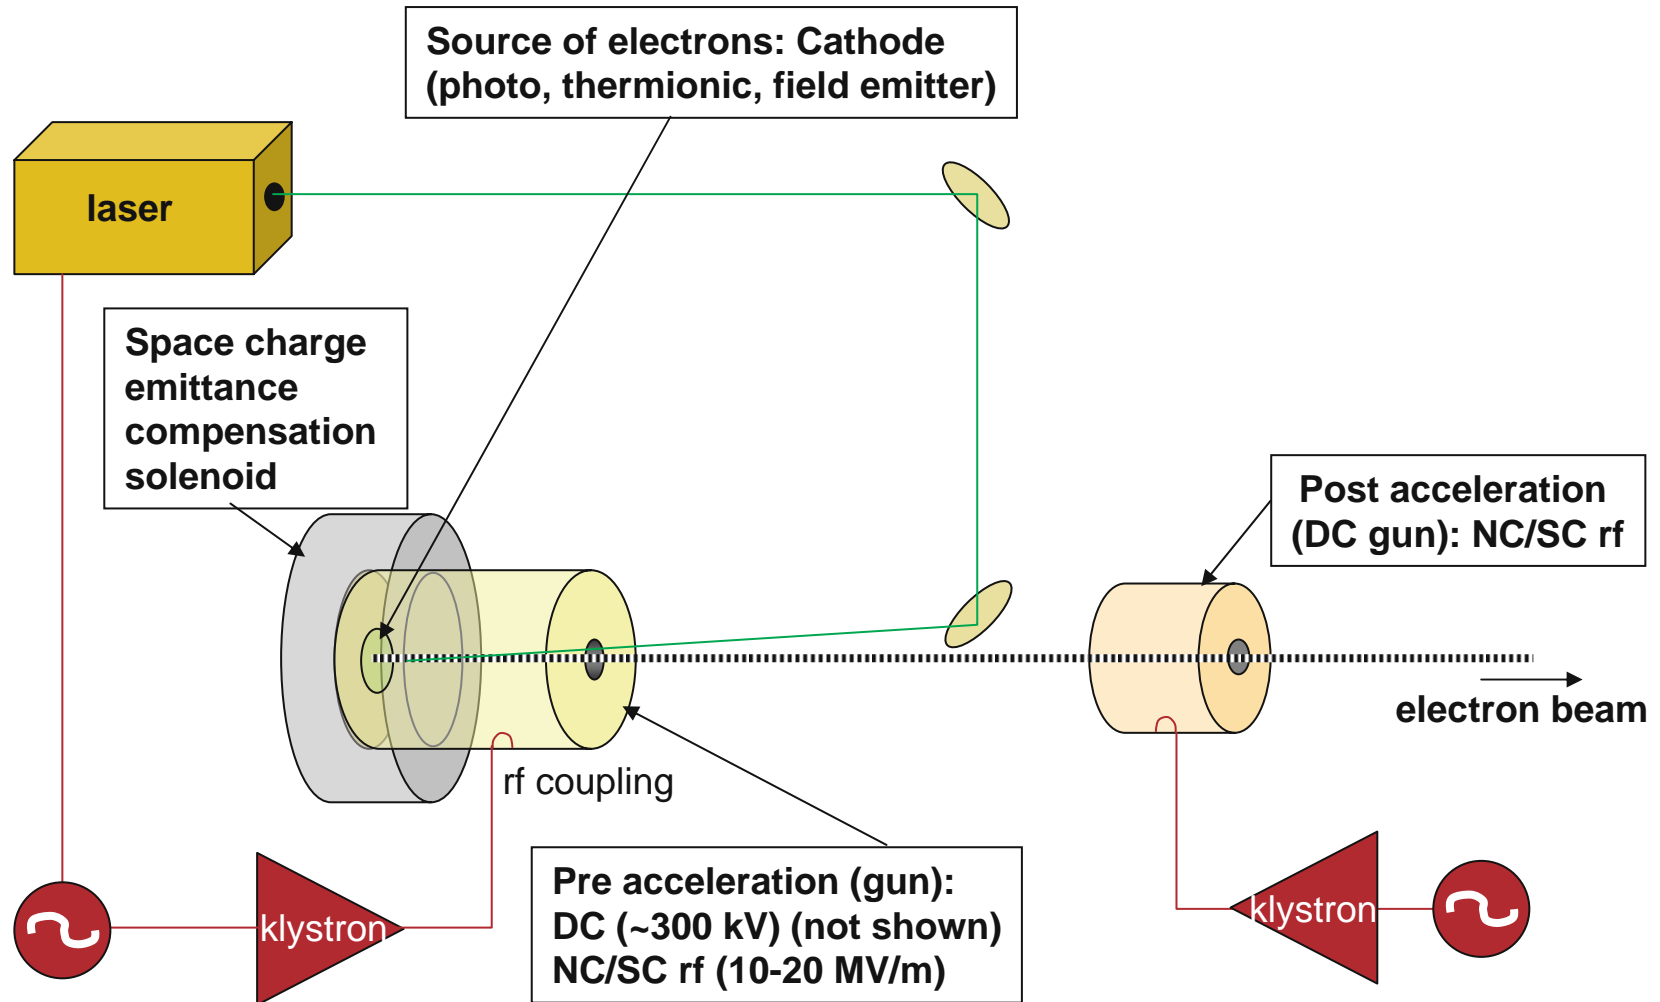 Source of electrons: Cathode
(photo, thermionic, field emitter)
laser
Space charge
emittance
compensation
solenoid
Post acceleration
(DC gun): NC/SC rf
electron beam
rf coupling
Pre acceleration (gun):
DC (~300 kV) (not shown)
NC/SC rf (10-20 MV/m)
klystron
klystron